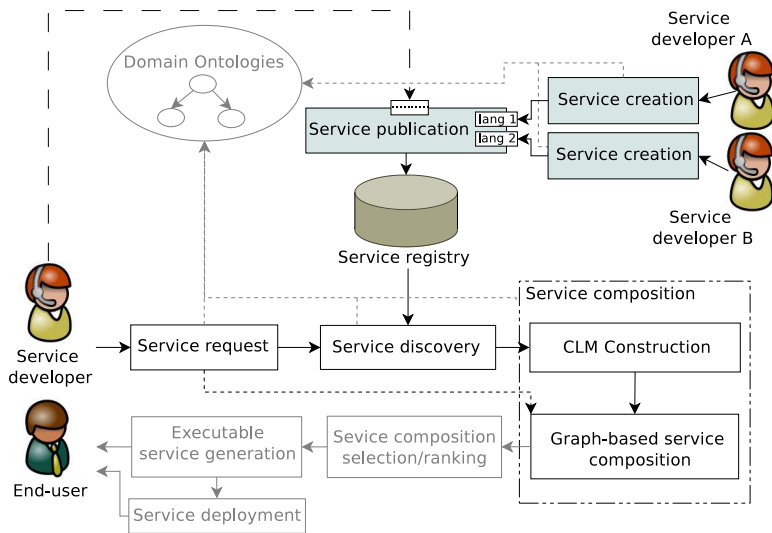 Service
developer A
Domain Ontologies
Service creation
lang 1
Service publication
lang 2
Service creation
Service
developer B
Service registry
Service composition
Service request
Service discovery
CLM Construction
Service
developer
Executable
service generation
Sevice composition
selection/ranking
Graph-based service
composition
End-user
Service deployment